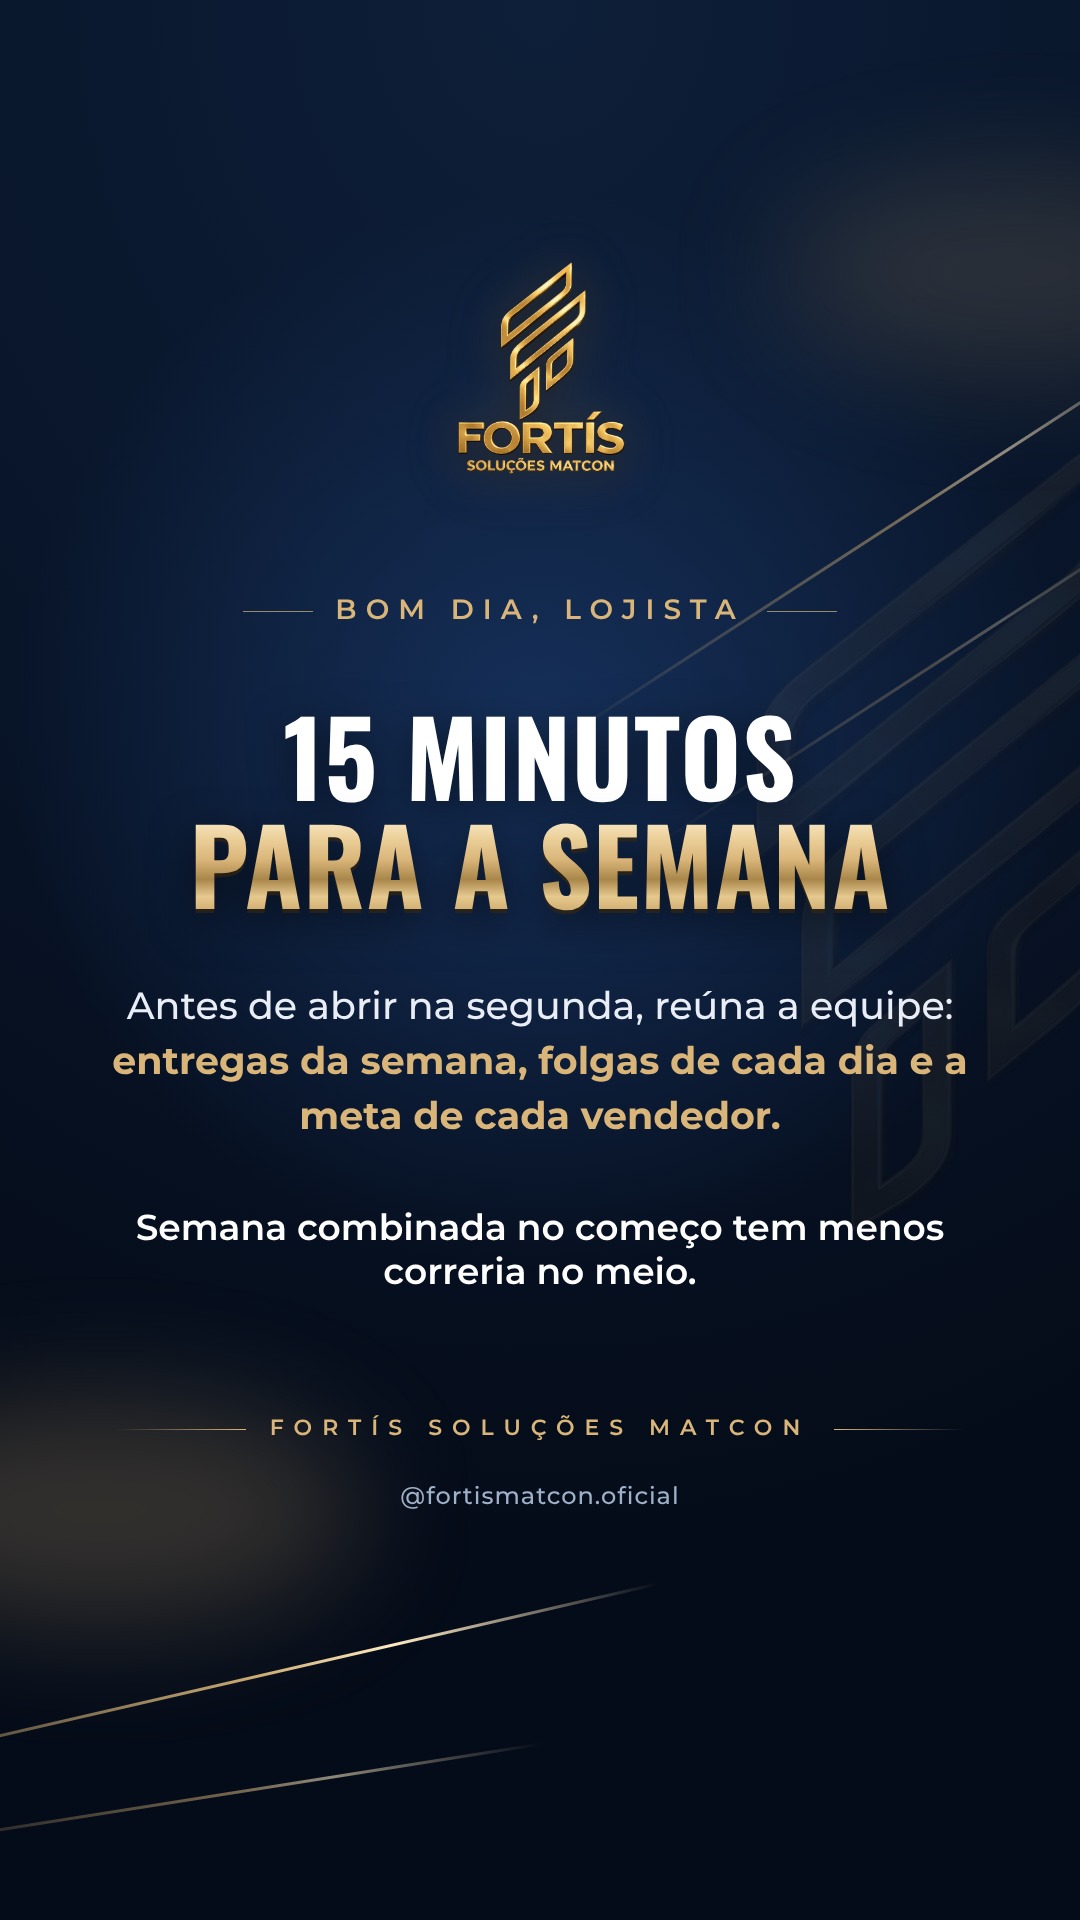 FORTÍS
SOLUÇÕES MATCON
BOM DIA, LOJISTA
15 MINUTOS
PARA A SEMANA
Antes de abrir na segunda, reúna a equipe:
entregas da semana, folgas de cada dia e a
meta de cada vendedor.
Semana combinada no começo tem menos
correria no meio.
FORTÍS SOLUÇÕES MATCON
@fortismatcon.oficial